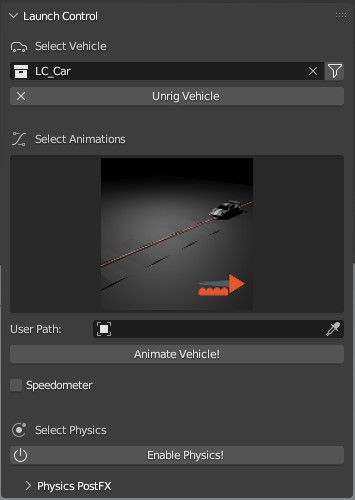 Launch Control
Select Vehicle
LC_Car
Unrig Vehicle
Select Animations
User Path:
Animate Vehicle!
Speedometer
Select Physics
Enable Physics!
Physics PostFX